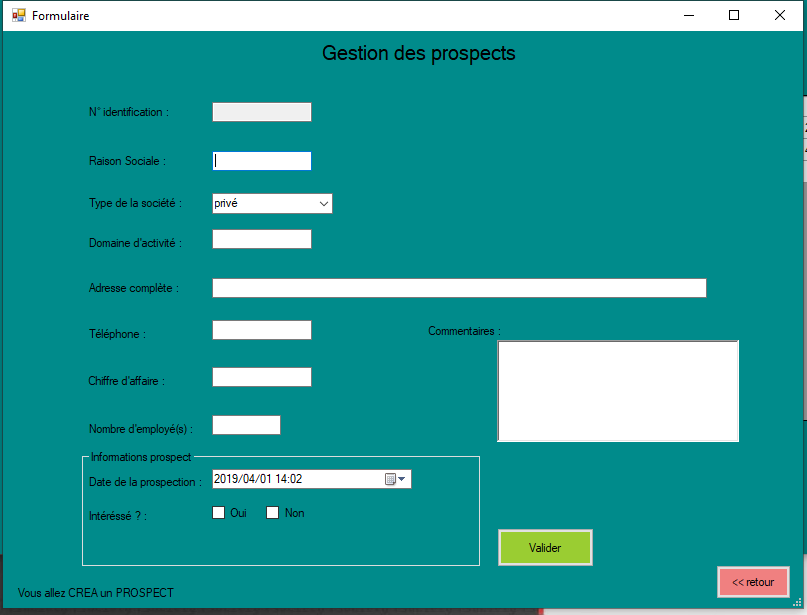 Formulaire
Gestion des prospects
N° identification :
Raison Sociale :
Type de la société :
privé
Domaine d'activité :
Adresse complète :
Téléphone :
Commentaires :
Chiffre d'affaire :
Nombre d'employé(s) :
Informations prospect
Date de la prospection :
2019/04/01 14:02
Intéréssé ? :
Oui
Non
Valider
<< retour
Vous allez CREA un PROSPECT